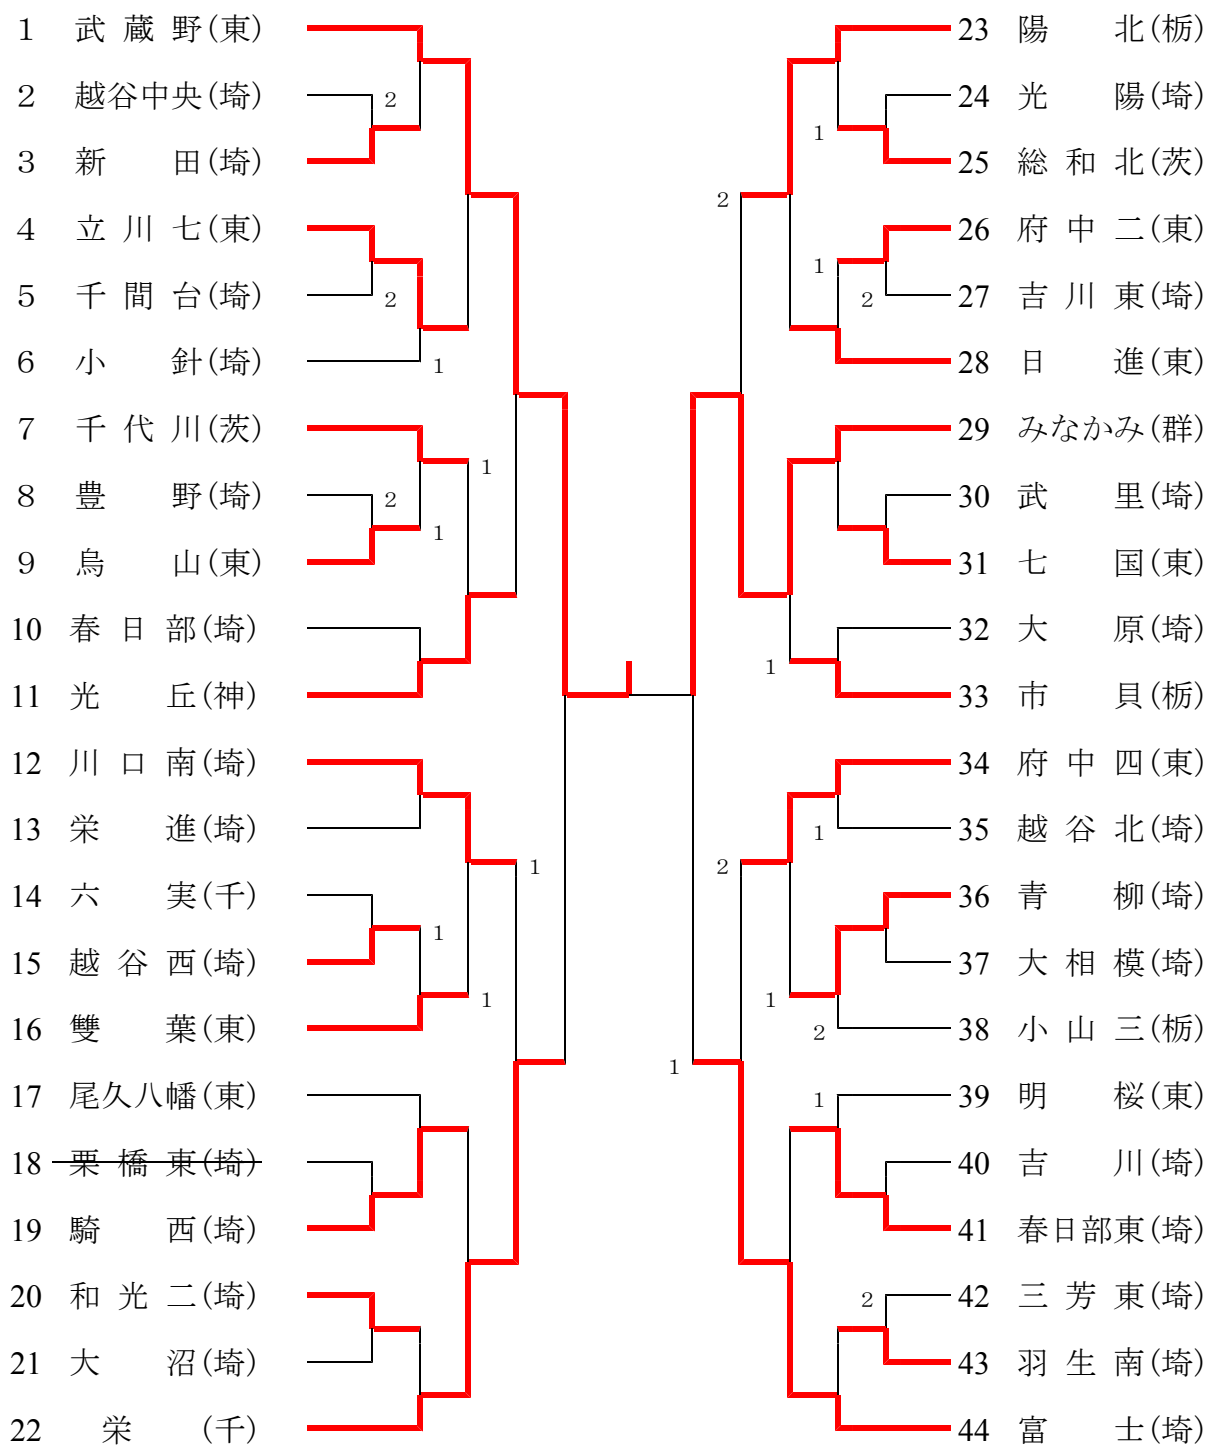 1 武蔵野(東)
2 越谷中央(埼)
2
3 新田(埼)
4 立川七(東)
5 千間台(埼)
2
6 小針(埼)
1
7 千代川(茨)
1
8 豊野(埼)
2
1
9 烏山(東)
10 春日部(埼)
11 光丘(神)
12 川口南(埼)
13 栄進(埼)
1
14 六実(千)
1
15 越谷西(埼)
1
16 雙葉(東)
17 尾久八幡(東)
18 栗橋東(埼)
19 騎西(埼)
20 和光二(埼)
21 大沼(埼)
22 栄(千)
23 陽北(栃)
24 光陽(埼)
1
25 総和北(茨)
2
26 府中二(東)
1
27 吉川東(埼)
2
28 日進(東)
29 みなかみ(群)
30 武里(埼)
31 七国(東)
32 大原(埼)
1
33 市貝(栃)
34 府中四(東)
35 越谷北(埼)
1
2
36 青柳(埼)
37 大相模(埼)
1
38 小山三(栃)
2
1
39 明桜(東)
1
40 吉川(埼)
41 春日部東(埼)
42 三芳東(埼)
2
43 羽生南(埼)
44 富士(埼)